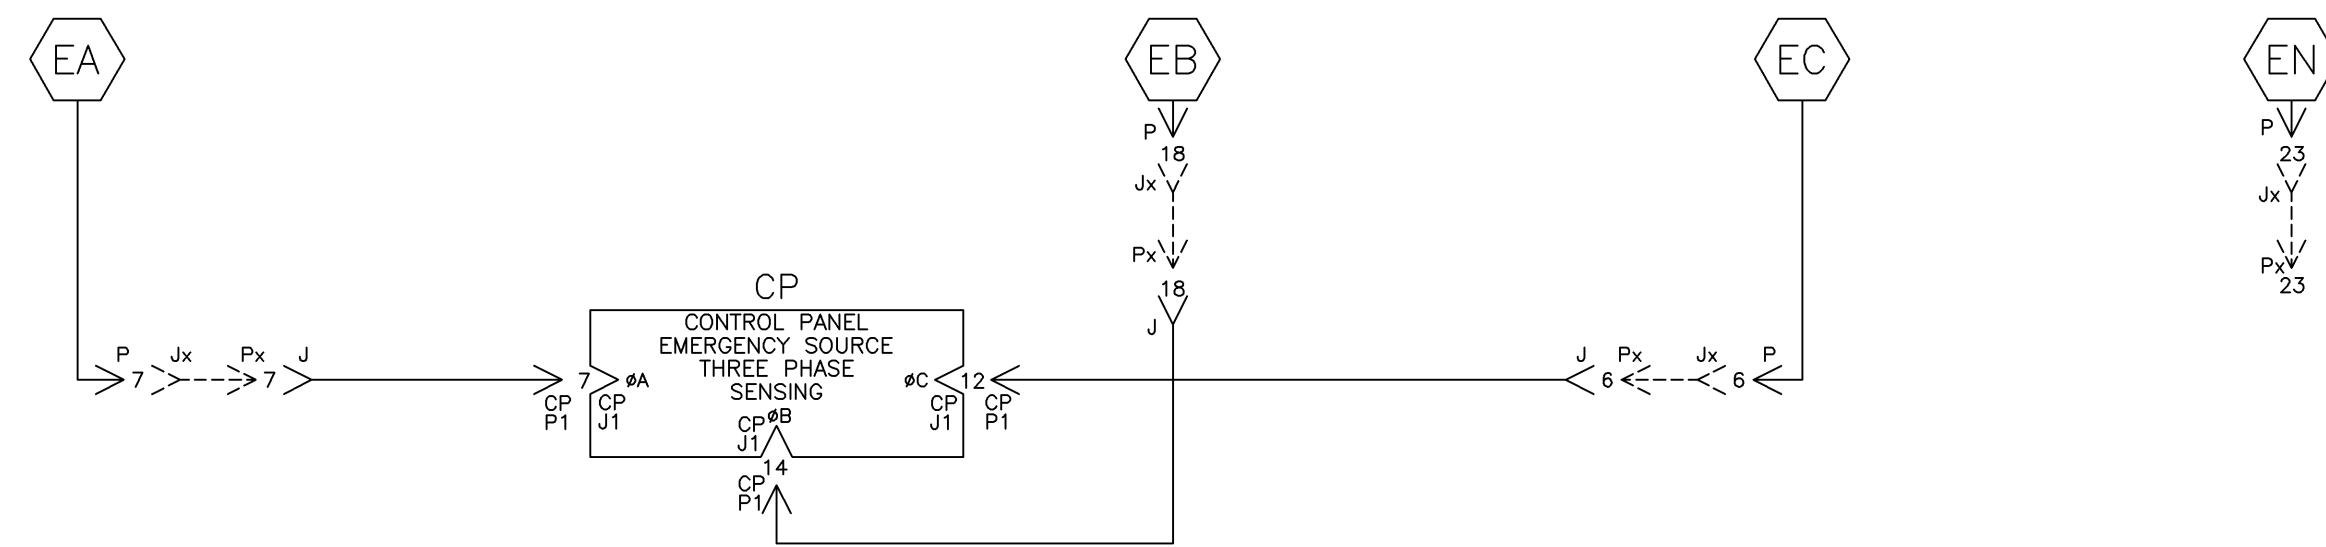 EA
EB
EC
EN
P
18
Jx
Px
18
J
P
23
Jx
Px
23
CP
CONTROL PANEL
EMERGENCY SOURCE
THREE PHASE
SENSING
P
7
Jx
Px
7
J
7
øA
CP
P1
CP
J1
øB
CP
J1
14
CP
P1
øC
12
CP
J1
CP
P1
J
6
Px
Jx
6
P